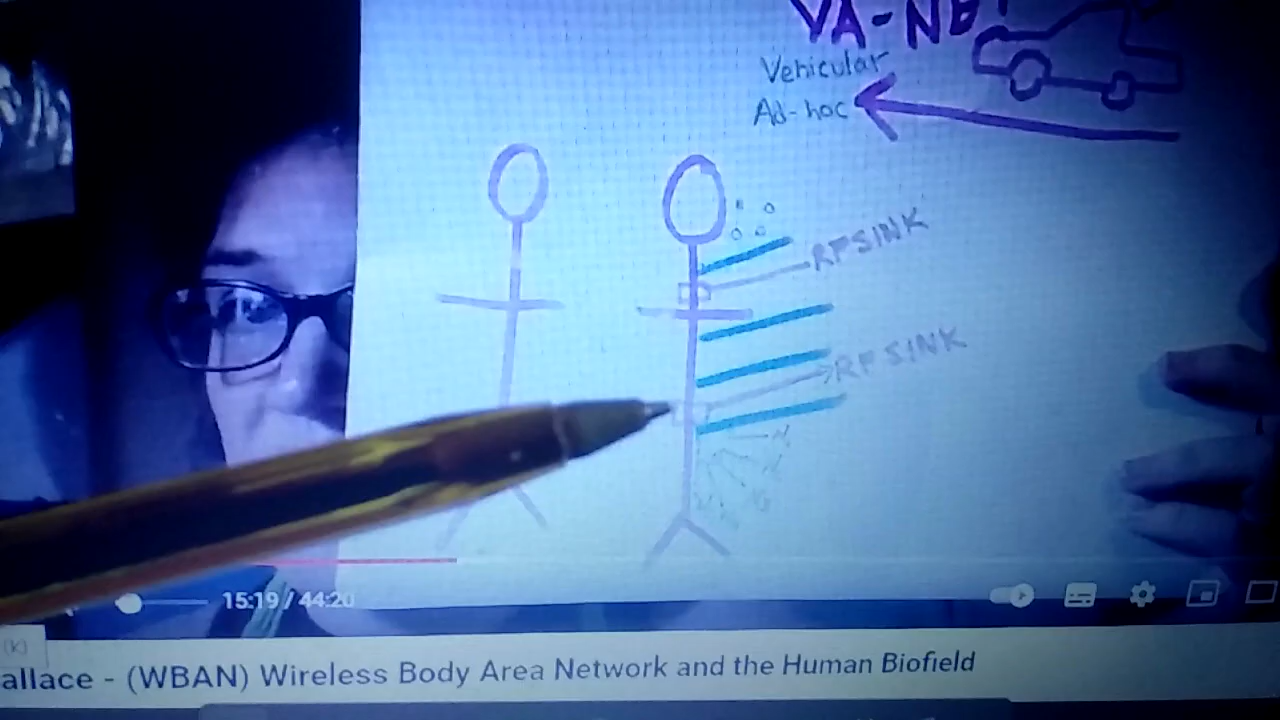 VA-NET
Vehicular
Ad-hoc
RFSINK
RFSINK
15:19 / 44:20
(k)
allace - (WBAN) Wireless Body Area Network and the Human Biofield